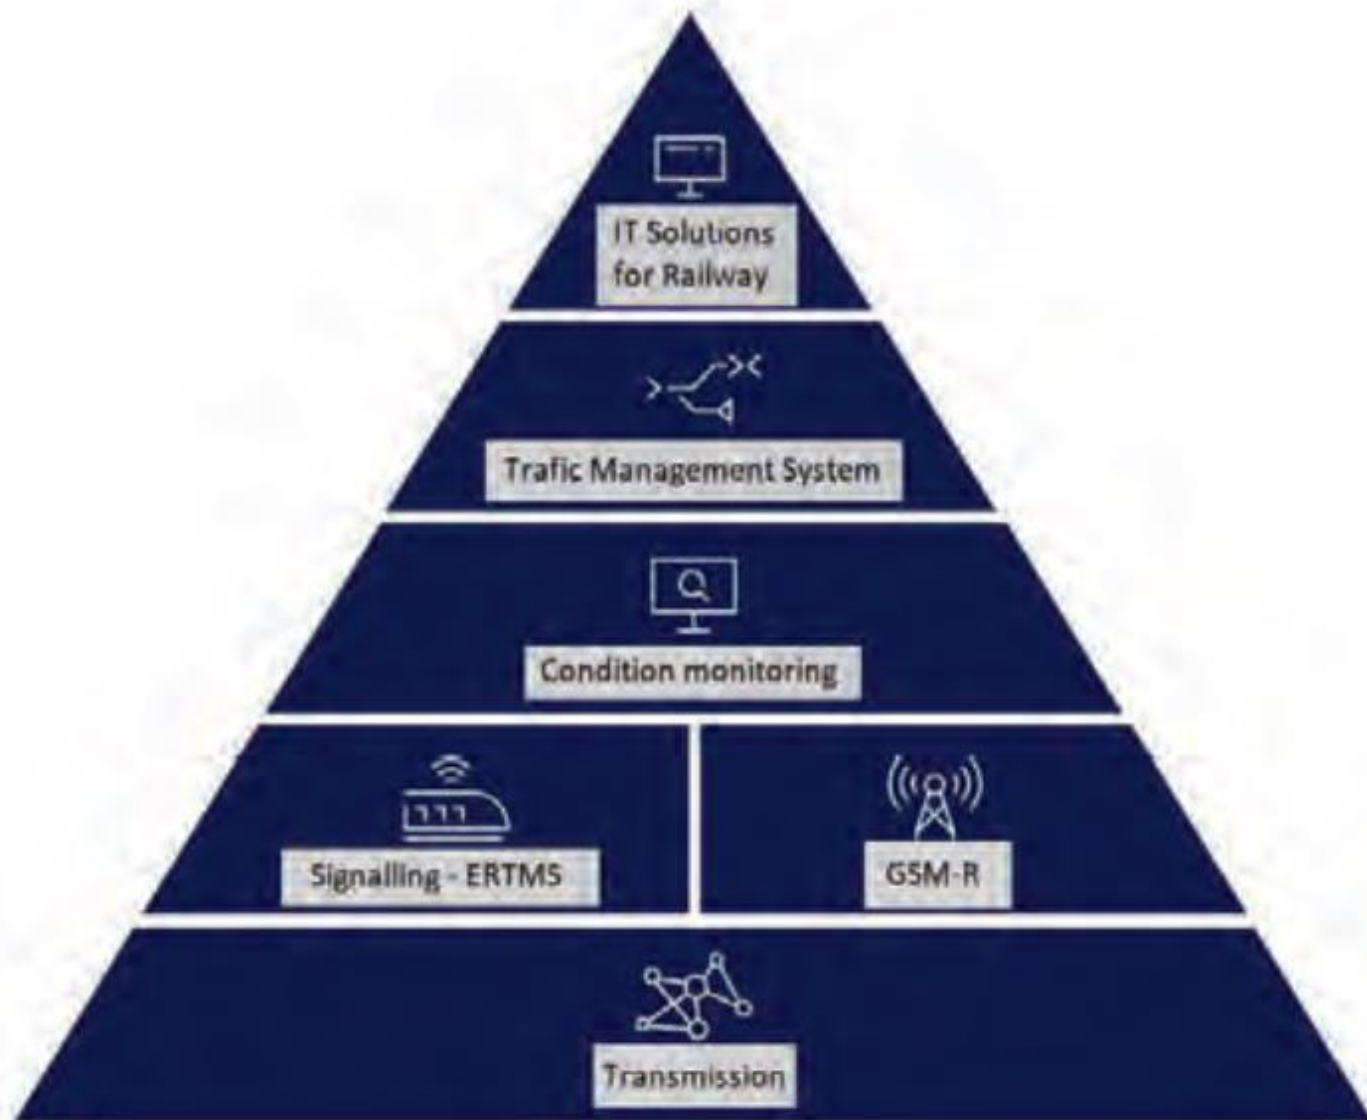 IT Solutions
for Railway
Trafic Management System
Condition monitoring
Signalling - ERTMS
GSM-R
Transmission